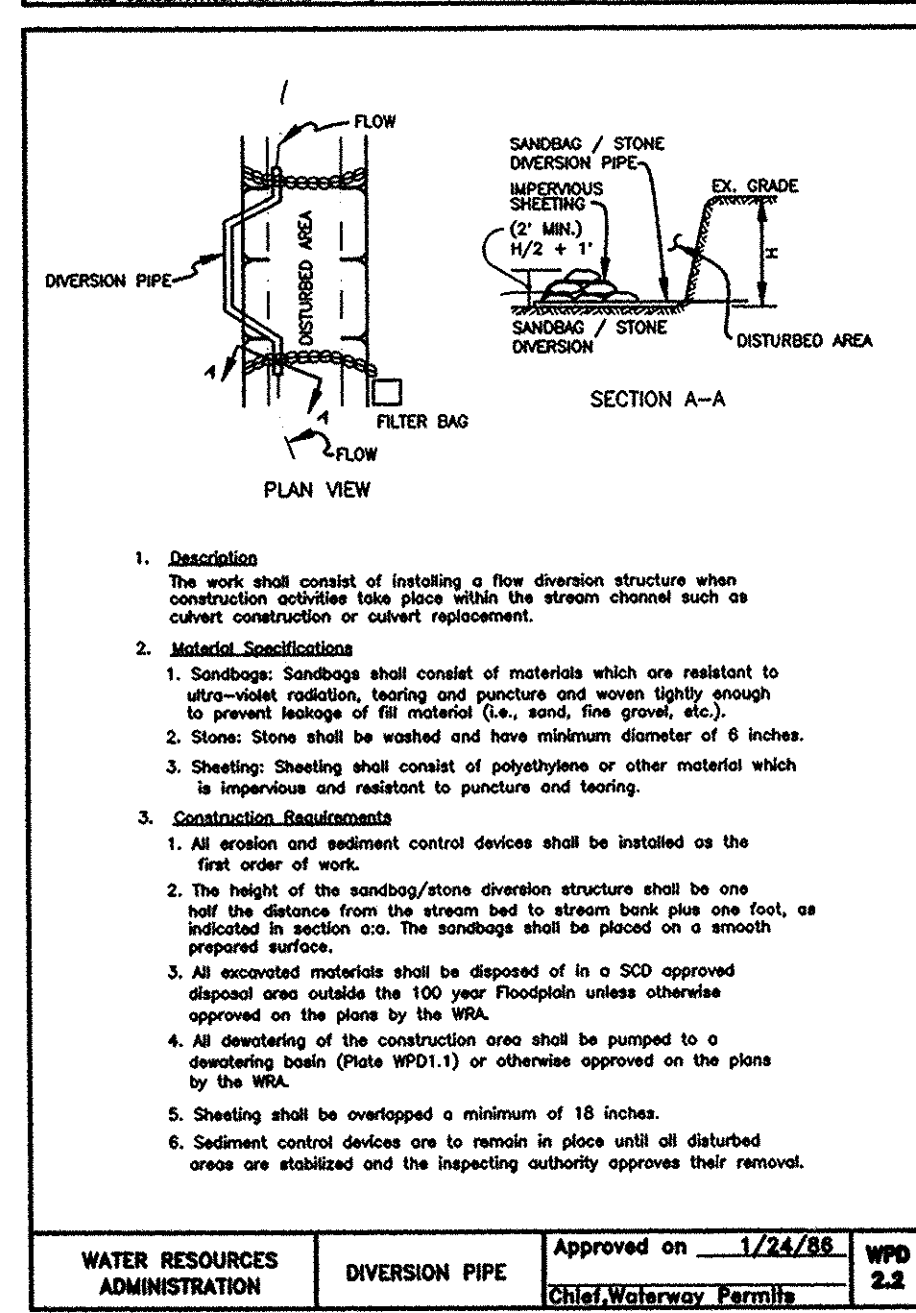 FLOW
DIVERSION PIPE
DISTURBED AREA
A
A
FILTER BAG
FLOW
PLAN VIEW
SANDBAG / STONE
DIVERSION PIPE
IMPERVIOUS
SHEETING
(2' MIN.)
H/2 + 1'
EX. GRADE
H
SANDBAG / STONE
DIVERSION
DISTURBED AREA
SECTION A-A
1. Description
The work shall consist of installing a flow diversion structure when
construction activities take place within the stream channel such as
culvert construction or culvert replacement.
2. Material Specifications
1. Sandbags: Sandbags shall consist of materials which are resistant to
ultra-violet radiation, tearing and puncture and woven tightly enough
to prevent leakage of fill material (i.e., sand, fine gravel, etc.).
2. Stone: Stone shall be washed and have minimum diameter of 6 inches.
3. Sheeting: Sheeting shall consist of polyethylene or other material which
is impervious and resistant to puncture and tearing.
3. Construction Requirements
1. All erosion and sediment control devices shall be installed as the
first order of work.
2. The height of the sandbag/stone diversion structure shall be one
half the distance from the stream bed to stream bank plus one foot, as
indicated in section a:a. The sandbags shall be placed on a smooth
prepared surface.
3. All excavated materials shall be disposed of in a SCD approved
disposal area outside the 100 year Floodplain unless otherwise
approved on the plans by the WRA.
4. All dewatering of the construction area shall be pumped to a
dewatering basin (Plate WPD1.1) or otherwise approved on the plans
by the WRA.
5. Sheeting shall be overlapped a minimum of 18 inches.
6. Sediment control devices are to remain in place until all disturbed
areas are stabilized and the inspecting authority approves their removal.
WATER RESOURCES
ADMINISTRATION
DIVERSION PIPE
Approved on 1/24/86
Chief,Waterway Permits
WPD
2.2